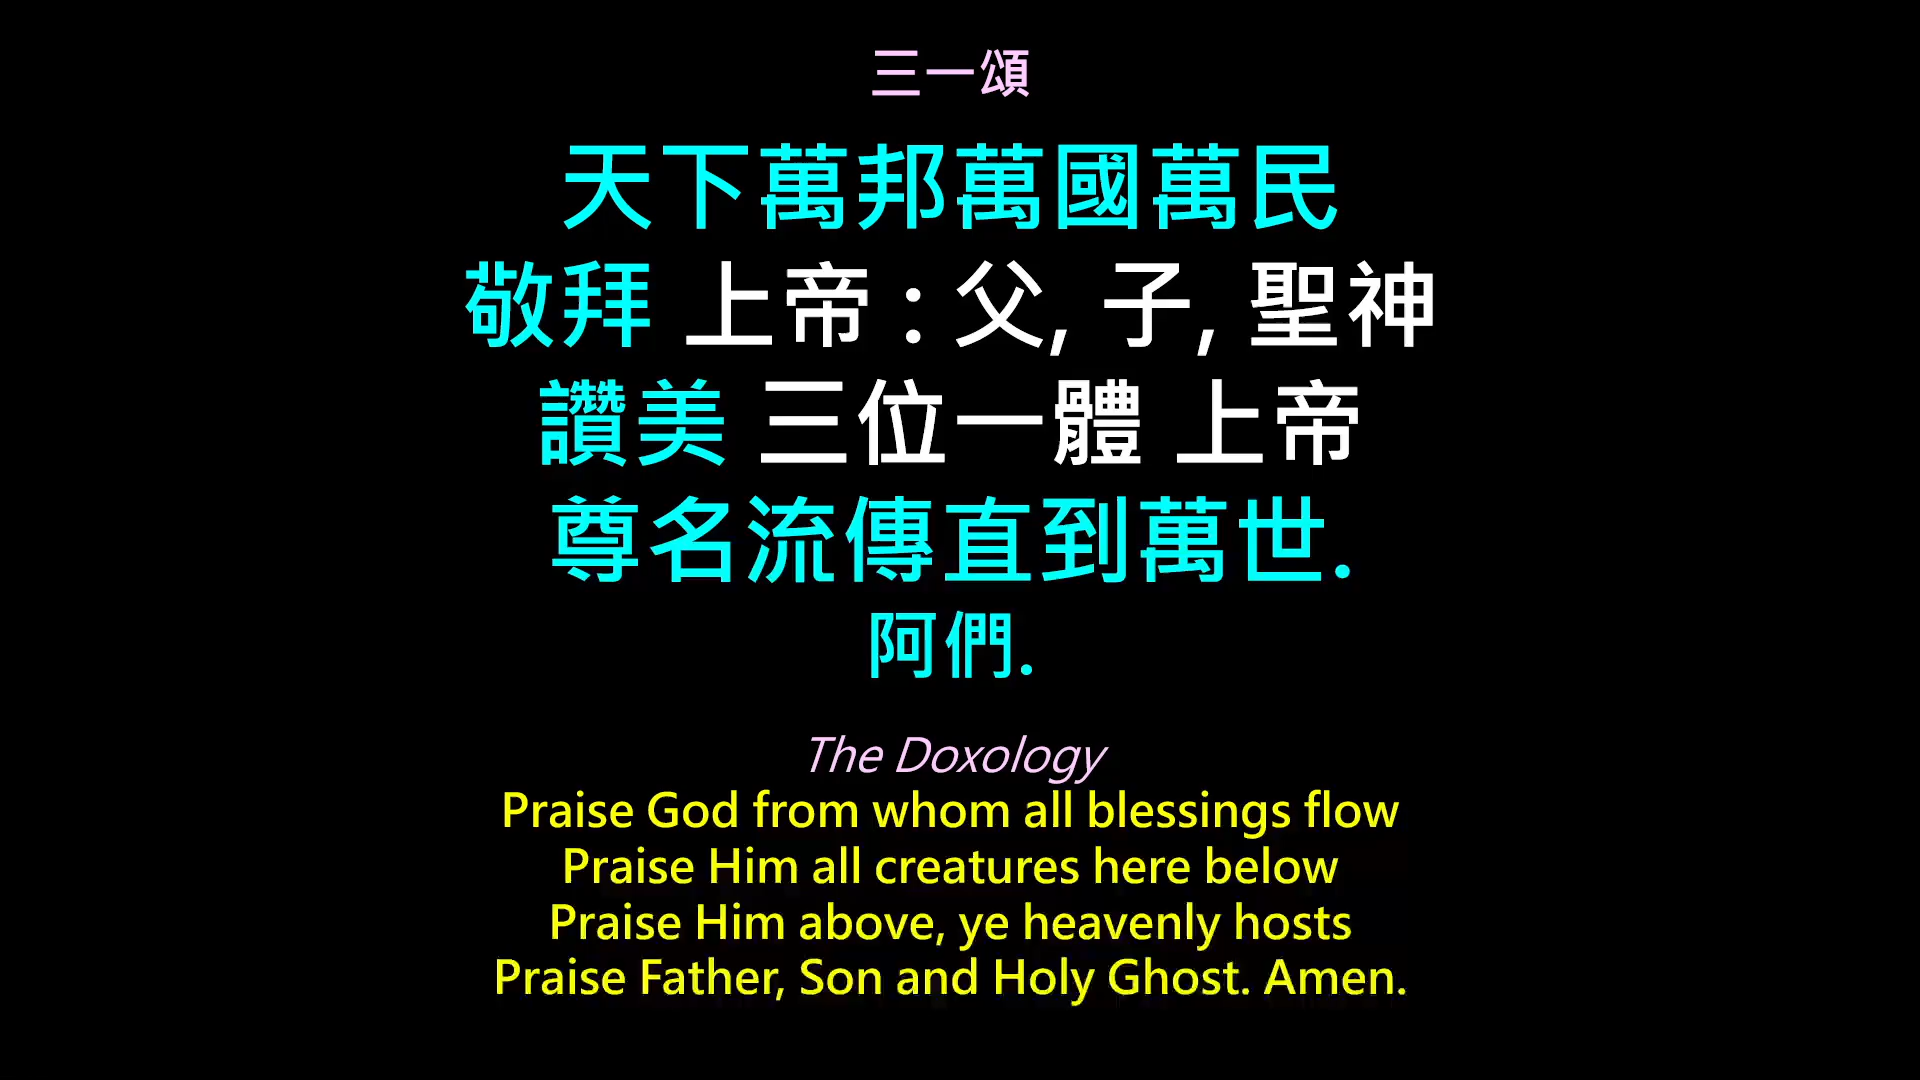 三一頌
天下萬邦萬國萬民
敬拜 上帝 : 父, 子, 聖神
讚美 三位一體 上帝
尊名流傳直到萬世.
阿們.
The Doxology
Praise God from whom all blessings flow
Praise Him all creatures here below
Praise Him above, ye heavenly hosts
Praise Father, Son and Holy Ghost. Amen.